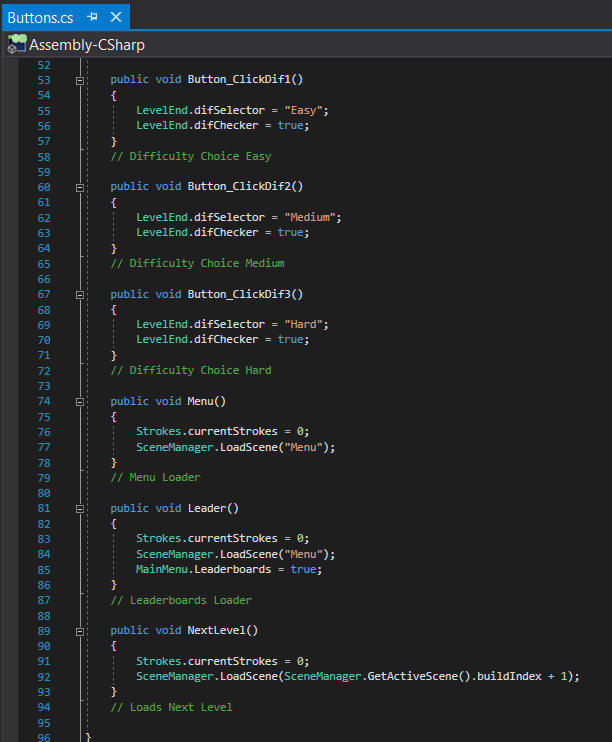 Buttons.cs
Assembly-CSharp
52
53 public void Button_ClickDif1()
54 {
55 LevelEnd.difSelector = "Easy";
56 LevelEnd.difChecker = true;
57 }
58 // Difficulty Choice Easy
59
60 public void Button_ClickDif2()
61 {
62 LevelEnd.difSelector = "Medium";
63 LevelEnd.difChecker = true;
64 }
65 // Difficulty Choice Medium
66
67 public void Button_ClickDif3()
68 {
69 LevelEnd.difSelector = "Hard";
70 LevelEnd.difChecker = true;
71 }
72 // Difficulty Choice Hard
73
74 public void Menu()
75 {
76 Strokes.currentStrokes = 0;
77 SceneManager.LoadScene("Menu");
78 }
79 // Menu Loader
80
81 public void Leader()
82 {
83 Strokes.currentStrokes = 0;
84 SceneManager.LoadScene("Menu");
85 MainMenu.Leaderboards = true;
86 }
87 // Leaderboards Loader
88
89 public void NextLevel()
90 {
91 Strokes.currentStrokes = 0;
92 SceneManager.LoadScene(SceneManager.GetActiveScene().buildIndex + 1);
93 }
94 // Loads Next Level
95
96 }